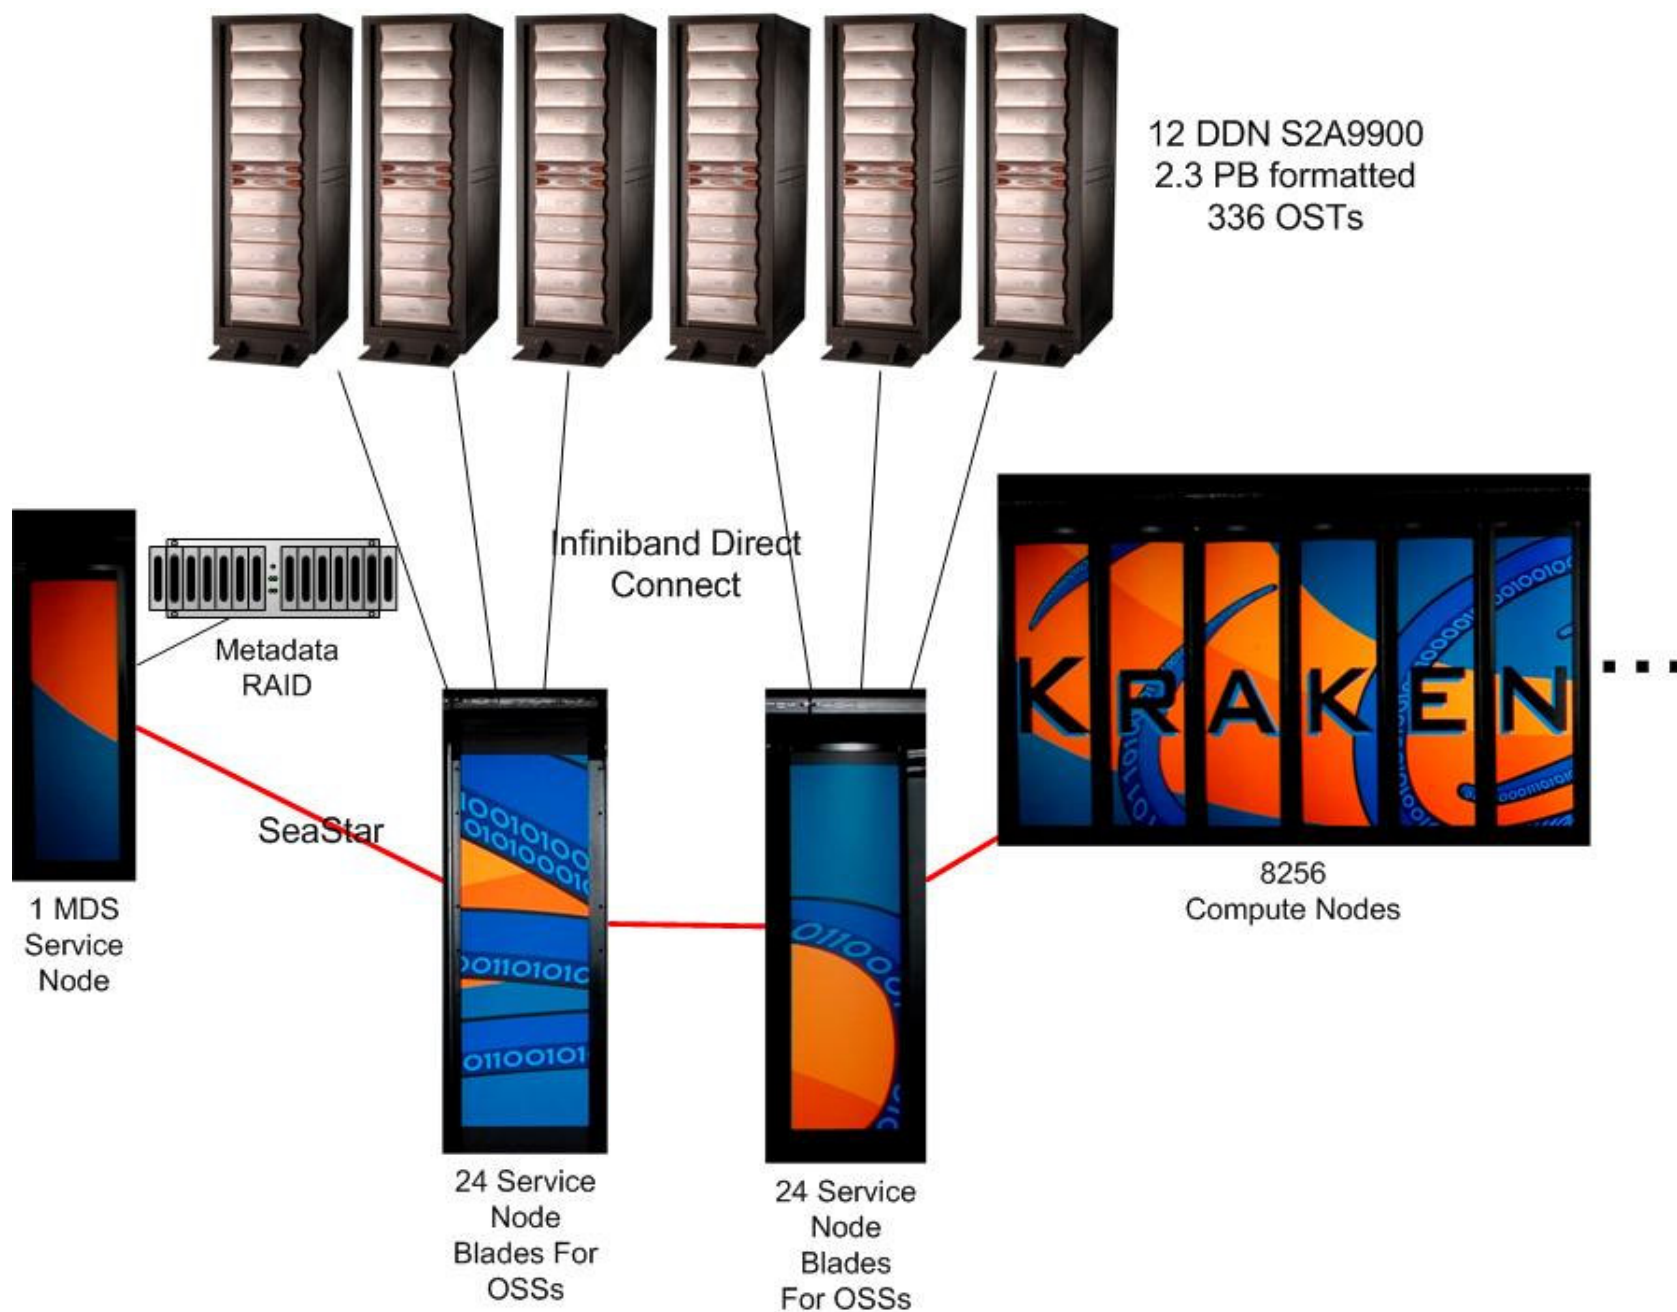 12 DDN S2A9900
2.3 PB formatted
336 OSTs
Infiniband Direct
Connect
Metadata
RAID
KRAKEN
SeaStar
8256
Compute Nodes
1 MDS
Service
Node
24 Service
Node
Blades For
OSSs
24 Service
Node
Blades
For OSSs